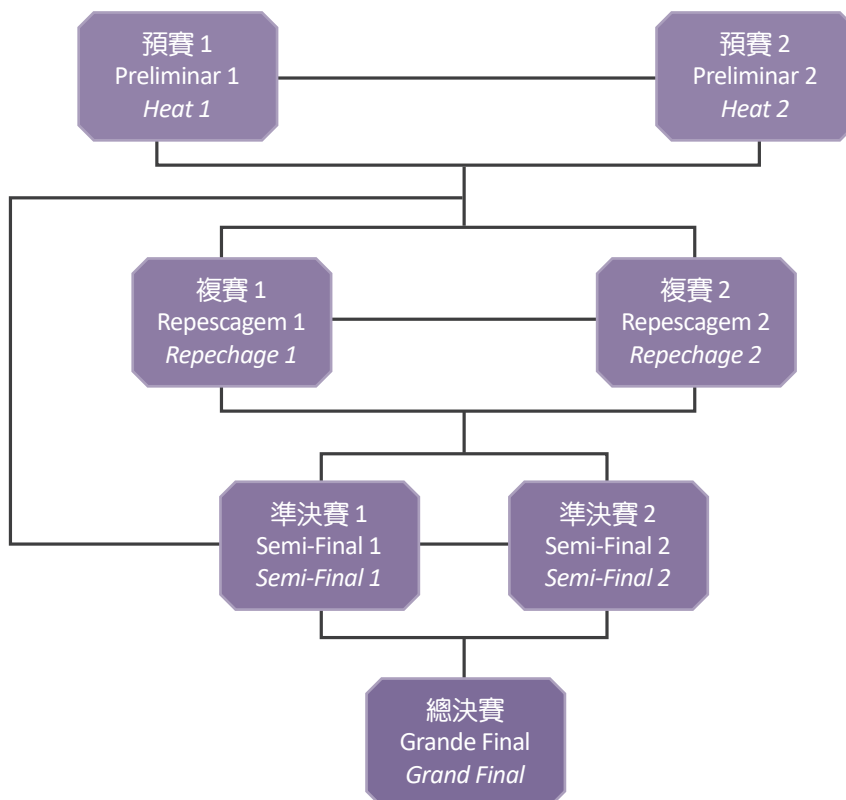 預賽 1
Preliminar 1
Heat 1
預賽 2
Preliminar 2
Heat 2
複賽 1
Repescagem 1
Repechage 1
複賽 2
Repescagem 2
Repechage 2
準決賽 1
Semi-Final 1
Semi-Final 1
準決賽 2
Semi-Final 2
Semi-Final 2
總決賽
Grande Final
Grand Final